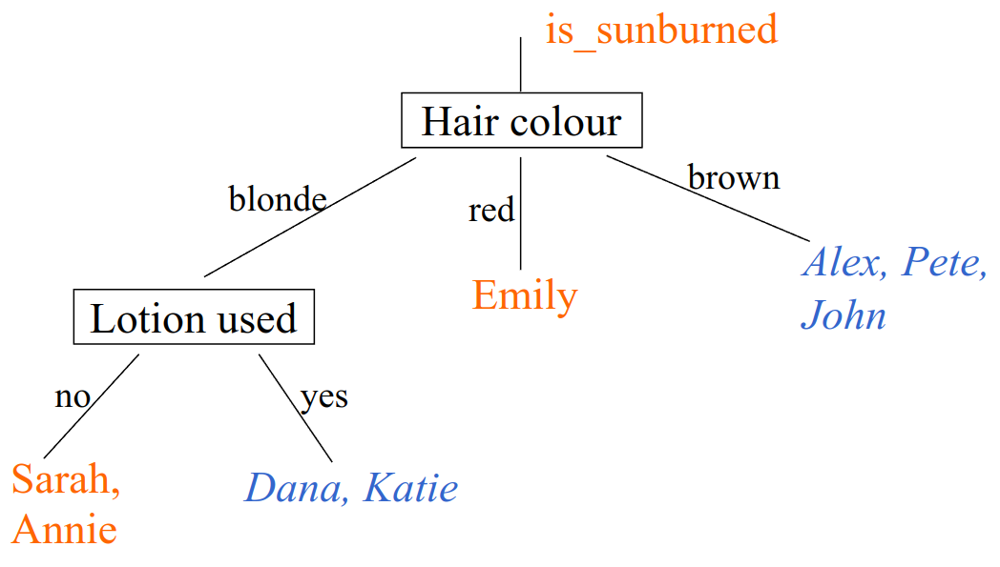 is_sunburned
Hair colour
blonde
red
brown
Alex, Pete,
John
Emily
Lotion used
no
yes
Sarah,
Annie
Dana, Katie